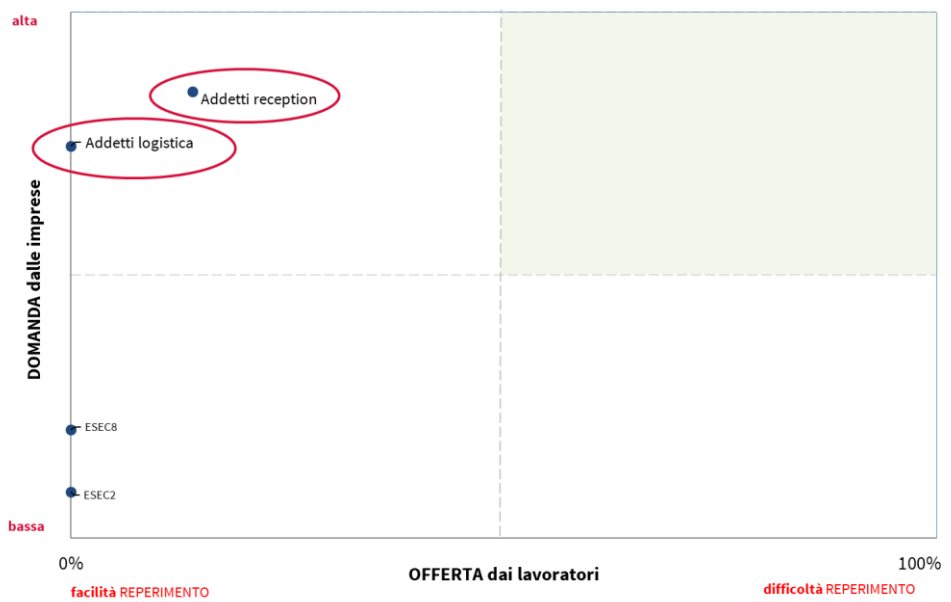 alta
Addetti reception
Addetti logistica
DOMANDA dalle imprese
ESEC8
ESEC2
bassa
0%
100%
OFFERTA dai lavoratori
facilità REPERIMENTO
difficoltà REPERIMENTO